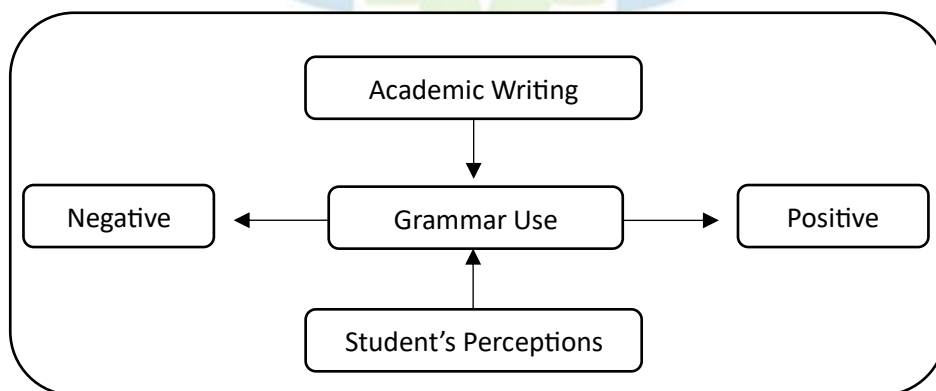 Academic Writing
Negative
Grammar Use
Positive
Student’s Perceptions